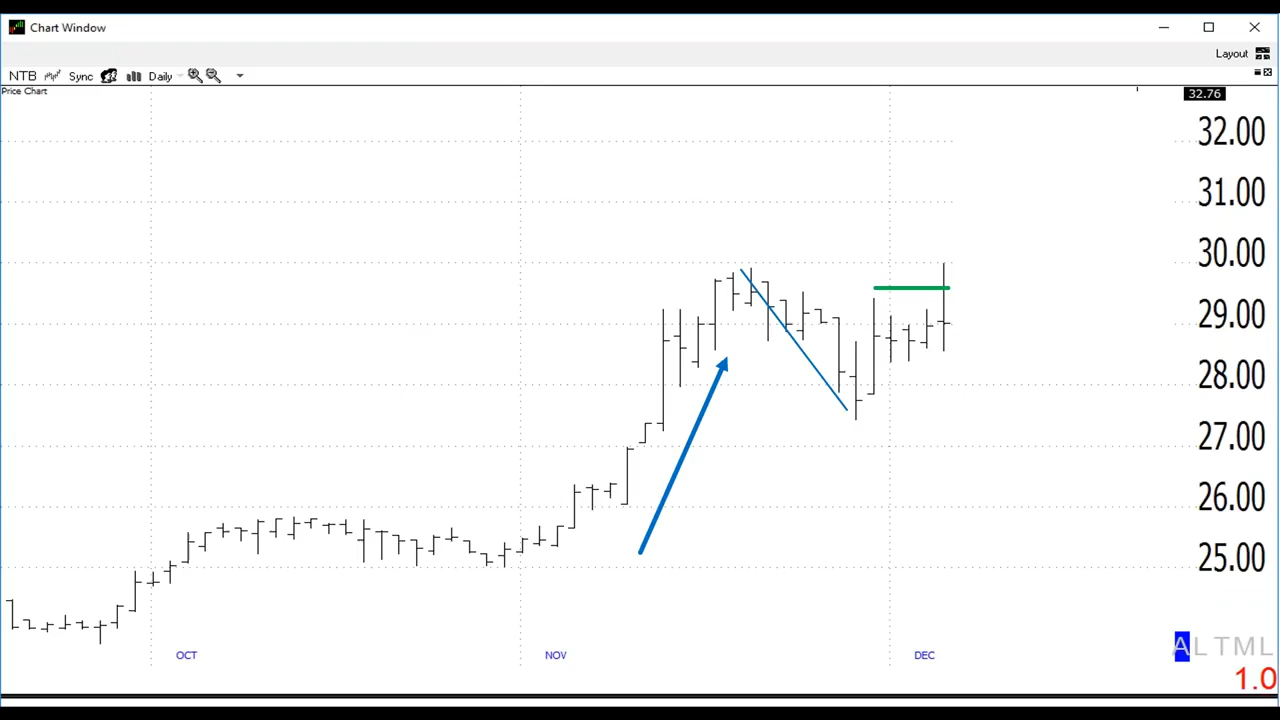 Chart Window
Layout
NTB Sync Daily
Price Chart
32.76
32.00
31.00
30.00
29.00
28.00
27.00
26.00
25.00
OCT NOV DEC
ALTML
1.0